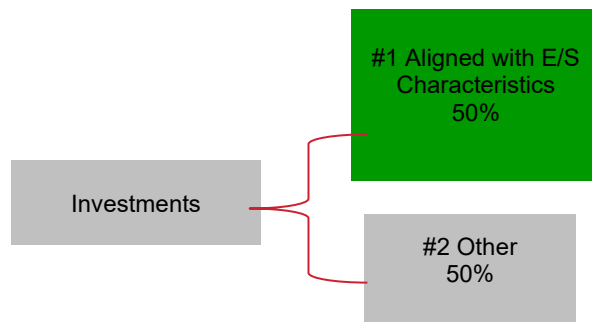 #1 Aligned with E/S
Characteristics
50%
Investments
#2 Other
50%